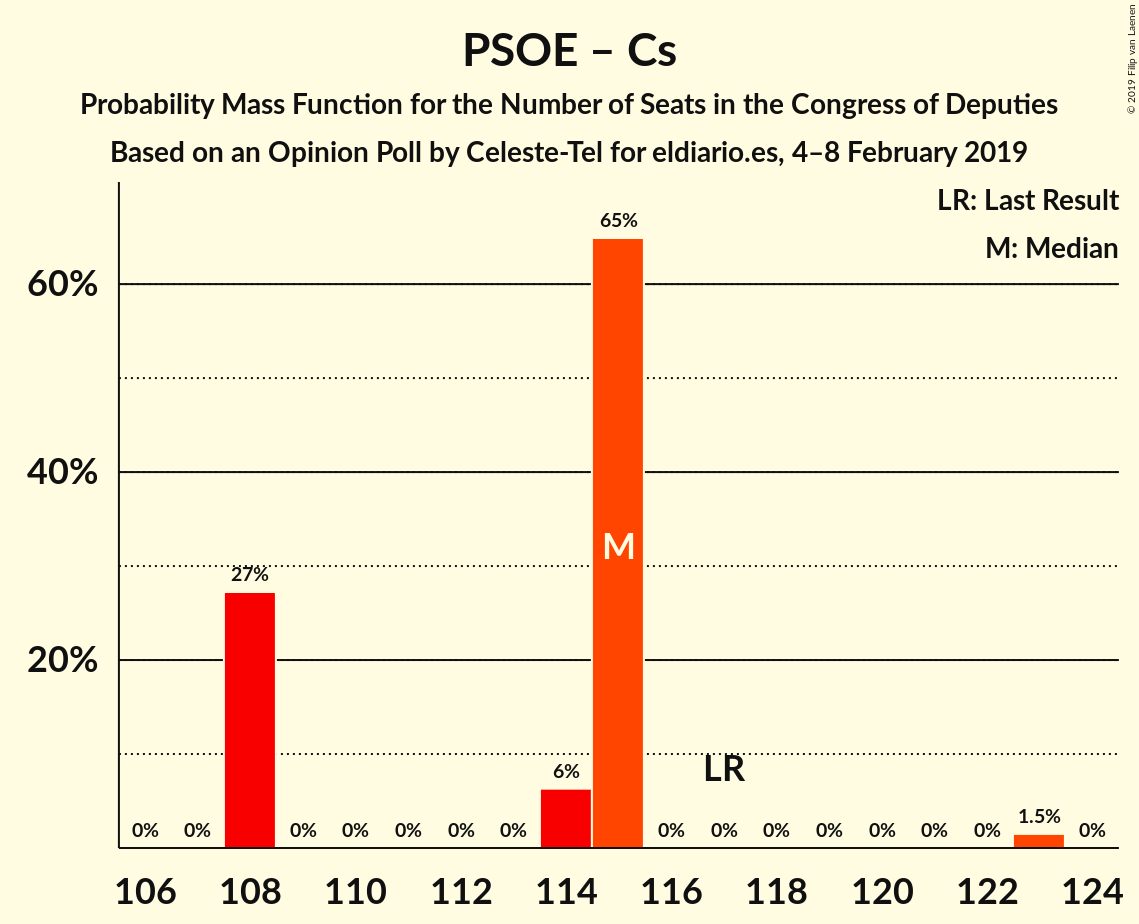 PSOE – Cs
Probability Mass Function for the Number of Seats in the Congress of Deputies
Based on an Opinion Poll by Celeste-Tel for eldiario.es, 4–8 February 2019
© 2019 Filip van Laenen
LR: Last Result
M: Median
60%
40%
20%
0% 0% 27% 0% 0% 0% 0% 0% 6% 65% 0% 0% 0% 0% 0% 0% 0% 1.5% 0%
M
LR
106 108 110 112 114 116 118 120 122 124